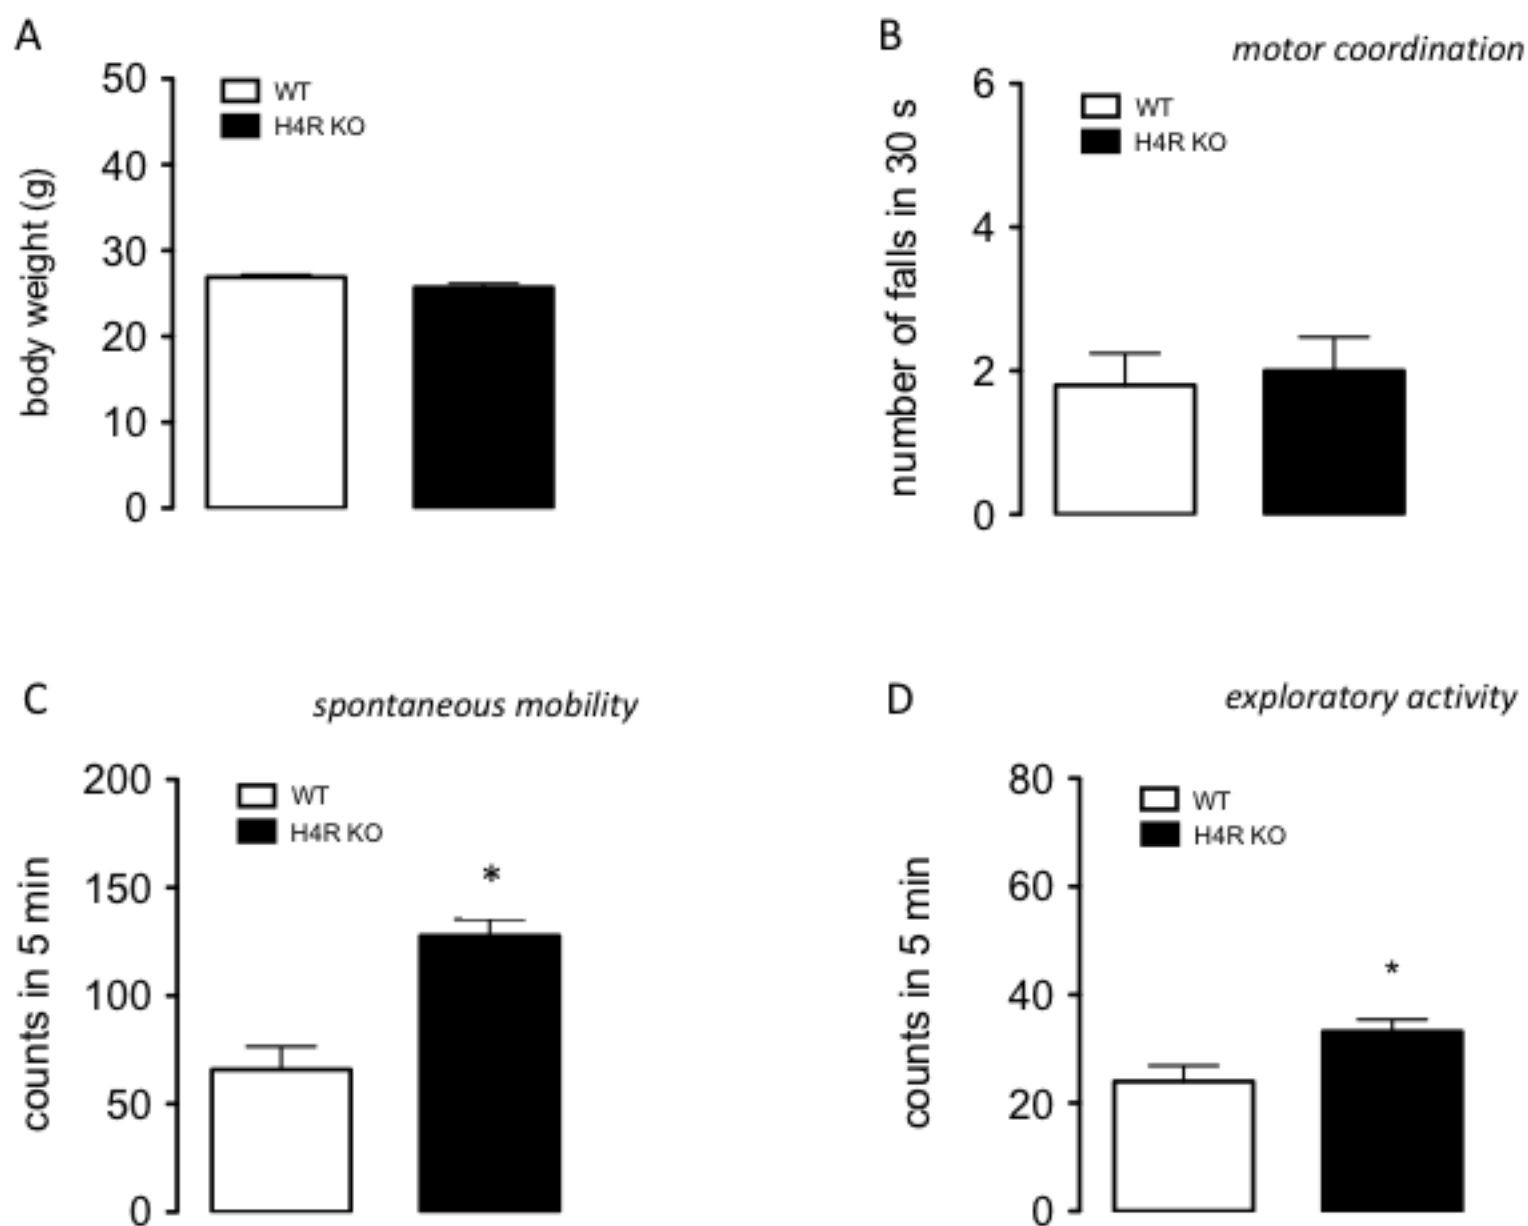 A
50
40
30
20
10
0
body weight (g)
WT
H4R KO
B
motor coordination
6
4
2
0
number of falls in 30 s
WT
H4R KO
C
spontaneous mobility
200
150
100
50
0
counts in 5 min
WT
H4R KO
*
D
exploratory activity
80
60
40
20
0
counts in 5 min
WT
H4R KO
*